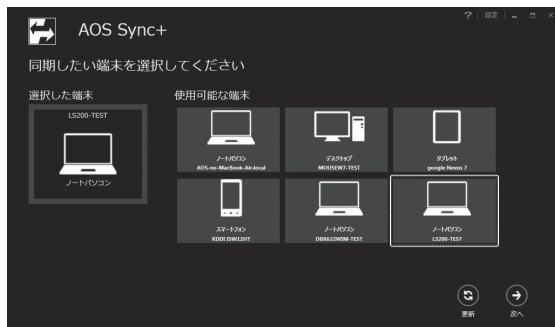 AOS Sync+
? 設定
同期したい端末を選択してください
選択した端末
使用可能な端末
LS200-TEST
ノートパソコン
ノートパソコン
AOS-no-MacBook-Air.local
デスクトップ
MOUSEW7-TEST
タブレット
google Nexus 7
スマートフォン
KDDI ISW12HT
ノートパソコン
DBR632WIM-TEST
ノートパソコン
LS200-TEST
更新
次へ